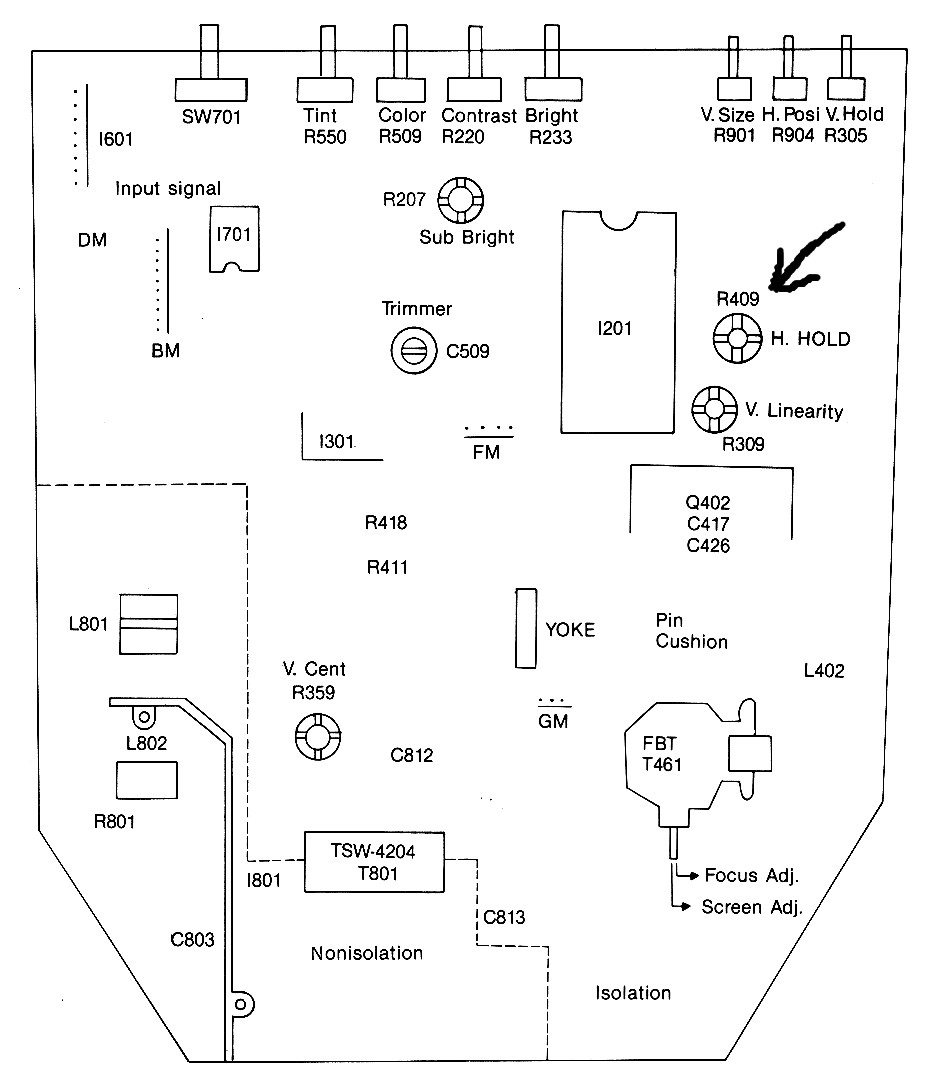 SW701
Tint
R550
Color
R509
Contrast
R220
Bright
R233
V. Size
R901
H. Posi
R904
V. Hold
R305
I601
Input signal
DM
I701
BM
R207
Sub Bright
Trimmer
C509
I201
R409
H. HOLD
V. Linearity
R309
I301
FM
Q402
C417
C426
R418
R411
L801
YOKE
Pin
Cushion
L402
V. Cent
R359
GM
L802
C812
FBT
T461
R801
TSW-4204
T801
I801
Focus Adj.
Screen Adj.
C813
C803
Nonisolation
Isolation